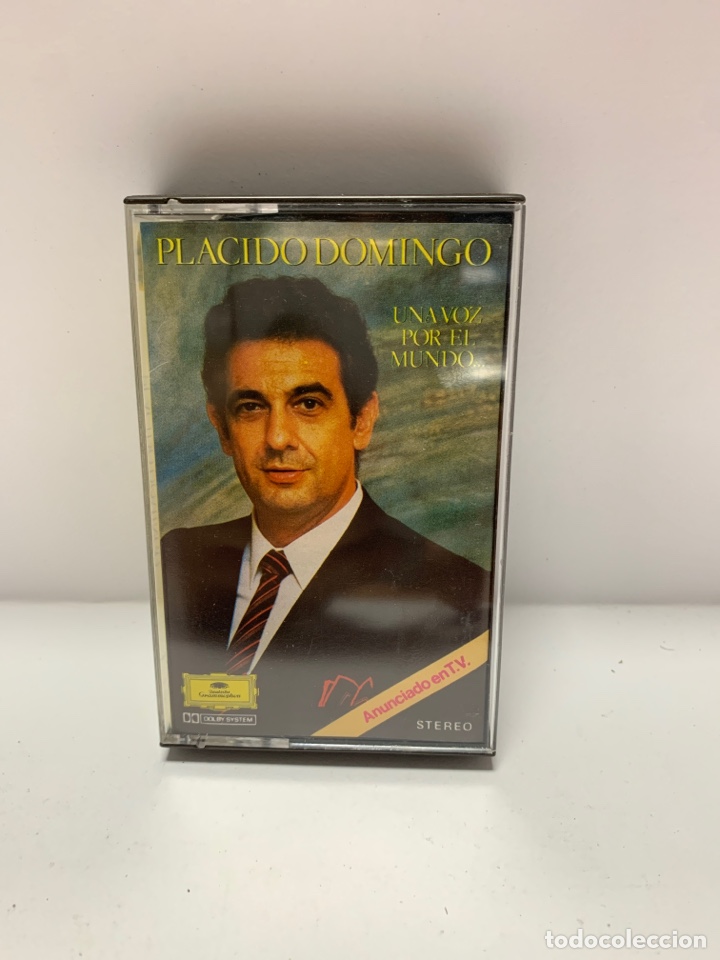 PLACIDO DOMINGO
UNA VOZ
POR EL
MUNDO...
Deutsche
Grammophon
DOLBY SYSTEM
Anunciado en T.V.
STEREO
todocoleccion